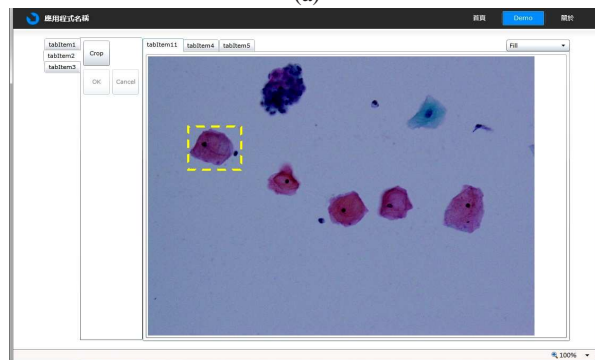 (a)
應用程式名稱 首頁 Demo 關於
tabItem1
tabItem2
tabItem3
Crop
OK Cancel
tabItem11 tabItem4 tabItem5
Fill
100%